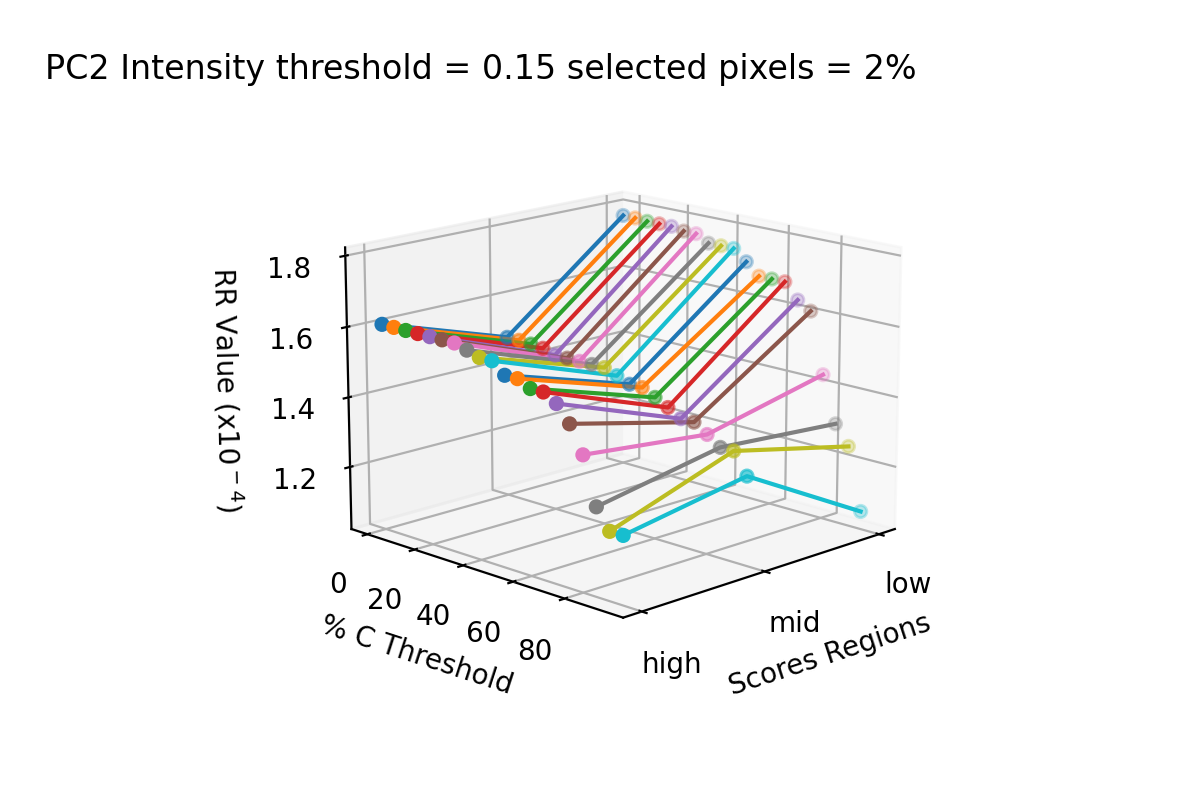 PC2 Intensity threshold = 0.15 selected pixels = 2%
1.8
1.6
1.4
1.2
RR Value (x10⁻⁴)
0
20
40
60
80
% C Threshold
high
mid
low
Scores Regions